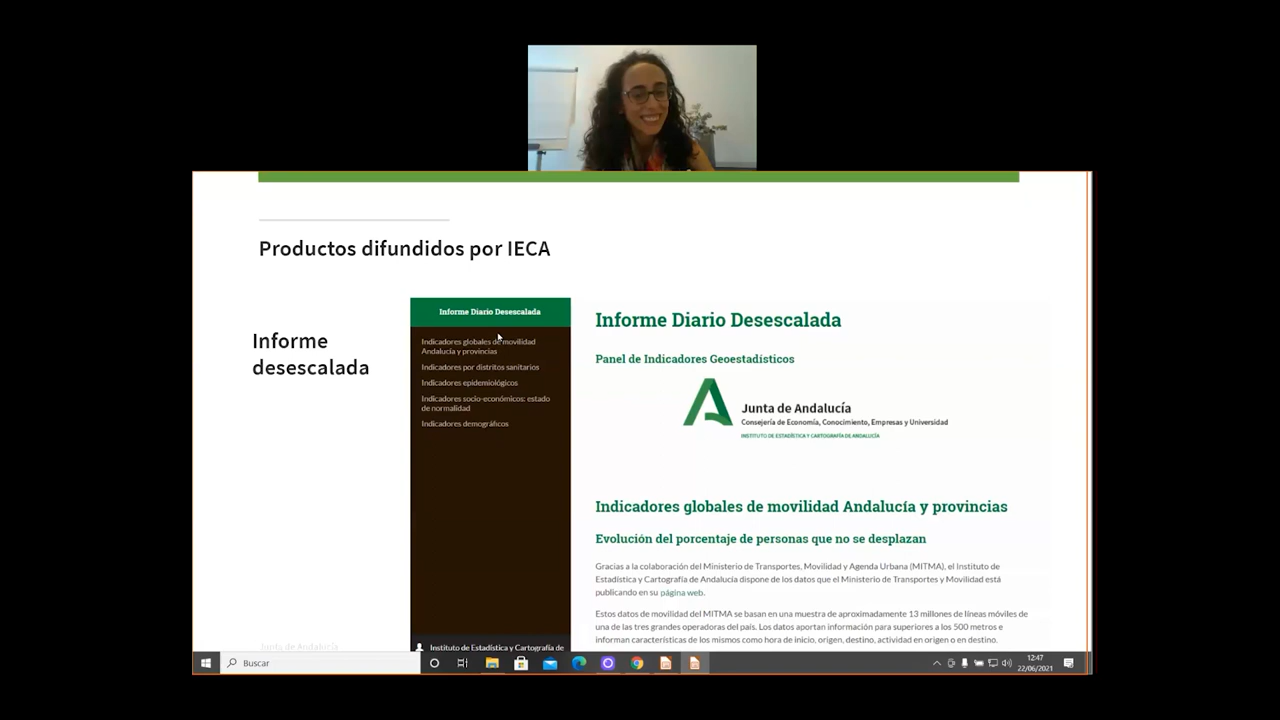 Productos difundidos por IECA
Informe
desescalada
Informe Diario Desescalada
Indicadores globales de movilidad
Andalucía y provincias
Indicadores por distritos sanitarios
Indicadores epidemiológicos
Indicadores socio-económicos: estado
de normalidad
Indicadores demográficos
Instituto de Estadística y Cartografía de
Informe Diario Desescalada
Panel de Indicadores Geoestadísticos
Junta de Andalucía
Consejería de Economía, Conocimiento, Empresas y Universidad
INSTITUTO DE ESTADÍSTICA Y CARTOGRAFÍA DE ANDALUCÍA
Indicadores globales de movilidad Andalucía y provincias
Evolución del porcentaje de personas que no se desplazan
Gracias a la colaboración del Ministerio de Transportes, Movilidad y Agenda Urbana (MITMA), el Instituto de
Estadística y Cartografía de Andalucía dispone de los datos que el Ministerio de Transportes y Movilidad está
publicando en su página web.
Estos datos de movilidad del MITMA se basan en una muestra de aproximadamente 13 millones de líneas móviles de
una de las tres grandes operadoras del país. Los datos aportan información para superiores a los 500 metros e
informan características de los mismos como hora de inicio, origen, destino, actividad en origen o en destino.
Junta de Andalucía
Buscar
12:47
22/06/2021